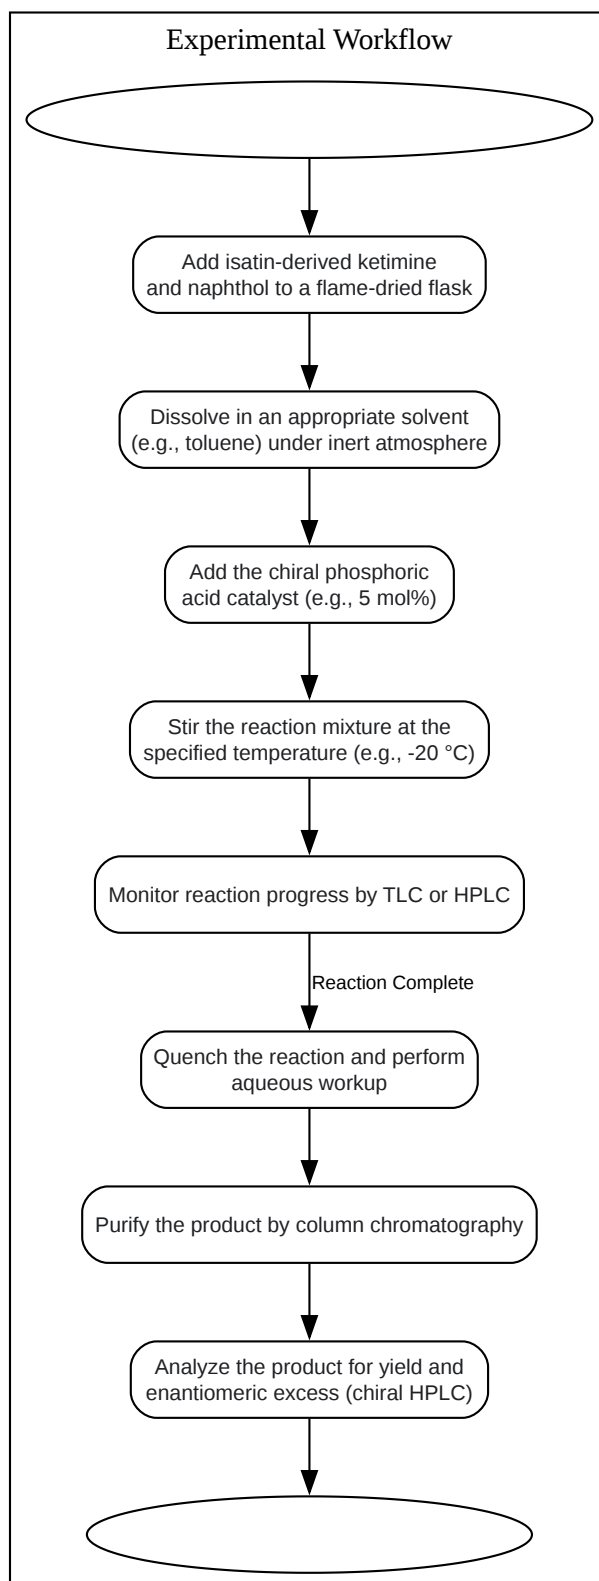 Experimental Workflow
Add isatin-derived ketimine
and naphthol to a flame-dried flask
Dissolve in an appropriate solvent
(e.g., toluene) under inert atmosphere
Add the chiral phosphoric
acid catalyst (e.g., 5 mol%)
Stir the reaction mixture at the
specified temperature (e.g., -20 °C)
Monitor reaction progress by TLC or HPLC
Reaction Complete
Quench the reaction and perform
aqueous workup
Purify the product by column chromatography
Analyze the product for yield and
enantiomeric excess (chiral HPLC)